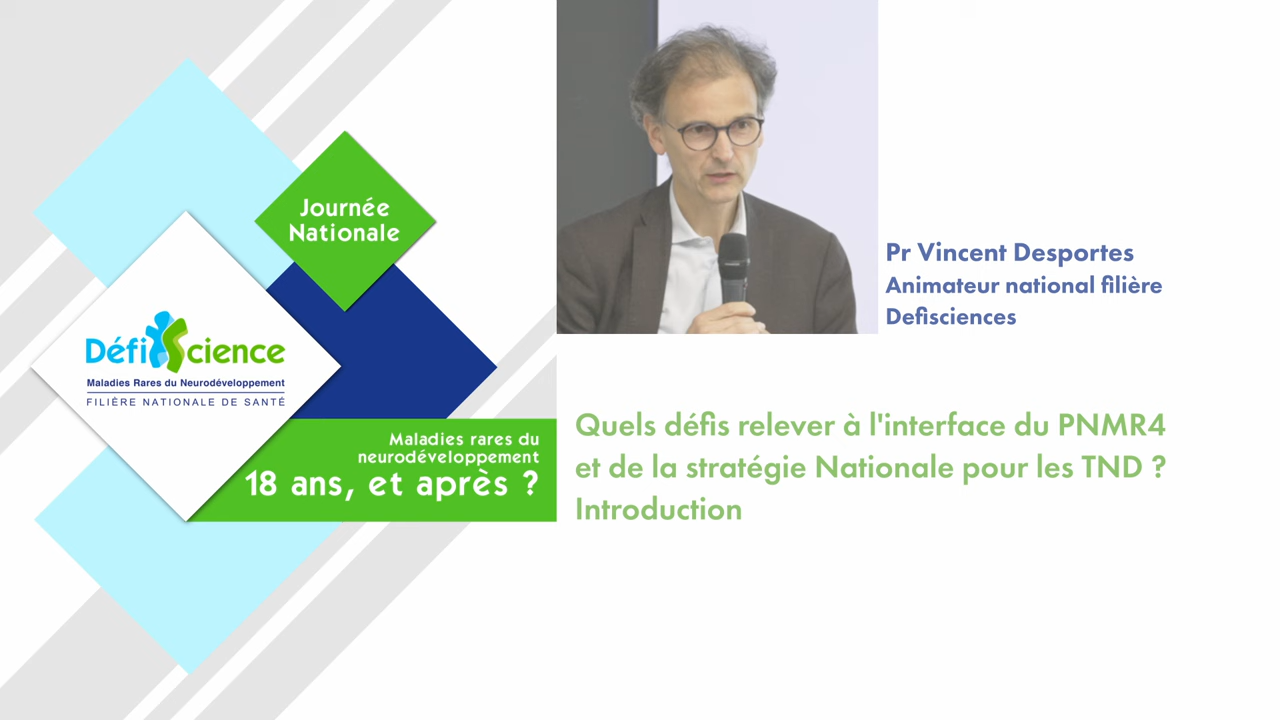 Journée
Nationale
DéfiScience
Maladies Rares du Neurodéveloppement
FILIÈRE NATIONALE DE SANTÉ
Maladies rares du
neurodéveloppement
18 ans, et après ?
Pr Vincent Desportes
Animateur national filière
Defisciences
Quels défis relever à l'interface du PNMR4
et de la stratégie Nationale pour les TND ?
Introduction